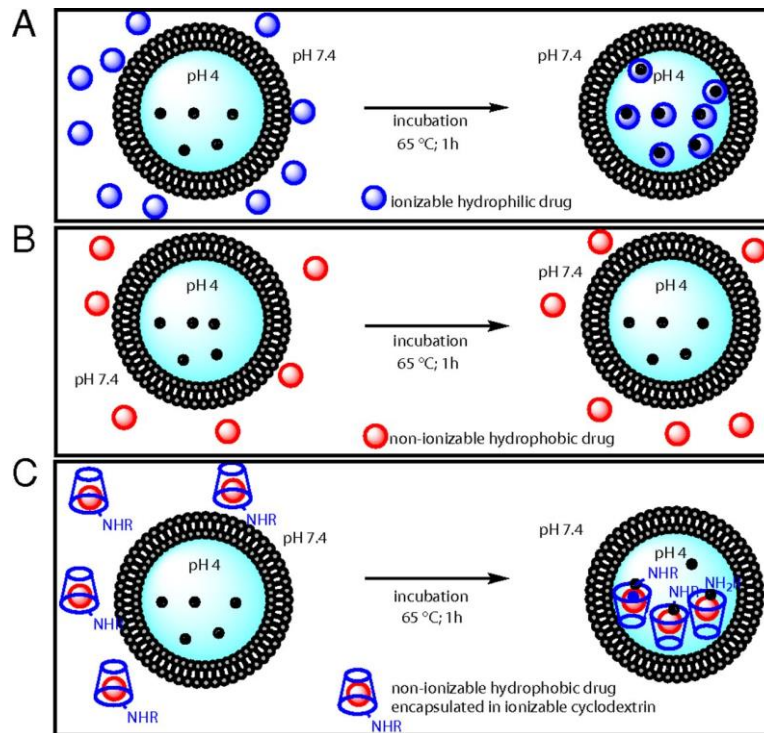 A
pH 7.4
pH 4
incubation
65 °C; 1h
pH 7.4
pH 4
ionizable hydrophilic drug
B
pH 4
pH 7.4
incubation
65 °C; 1h
pH 7.4
pH 4
non-ionizable hydrophobic drug
C
NHR
NHR
pH 7.4
pH 4
NHR
NHR
incubation
65 °C; 1h
pH 7.4
pH 4
NHR
NHR
non-ionizable hydrophobic drug
encapsulated in ionizable cyclodextrin
NHR